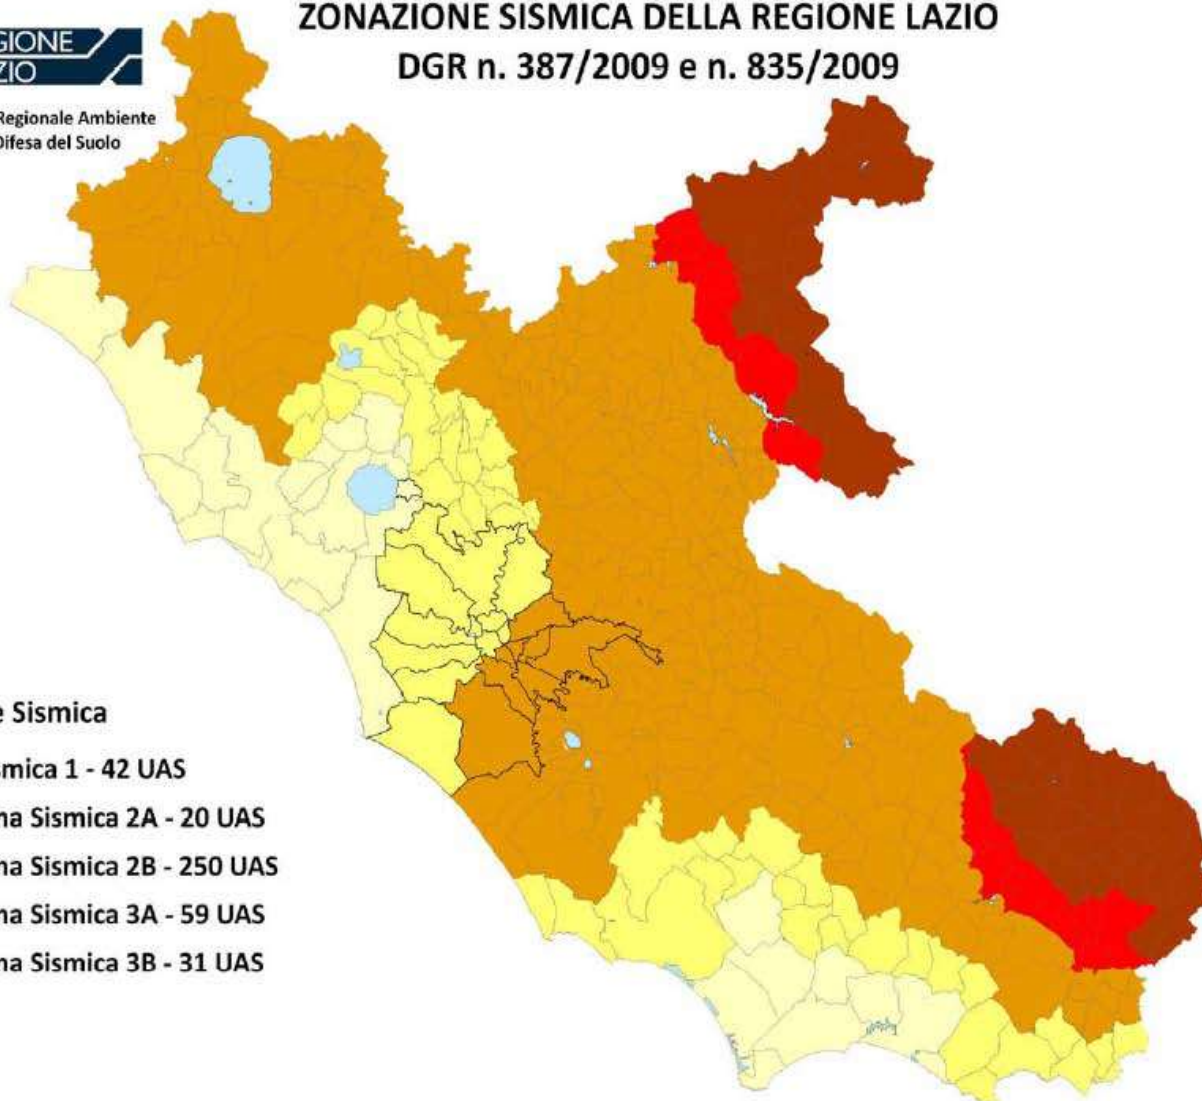 ZONAZIONE SISMICA DELLA REGIONE LAZIO
DGR n. 387/2009 e n. 835/2009
GIONE
ZIO
Regionale Ambiente
Difesa del Suolo
e Sismica
smica 1 - 42 UAS
na Sismica 2A - 20 UAS
na Sismica 2B - 250 UAS
na Sismica 3A - 59 UAS
na Sismica 3B - 31 UAS